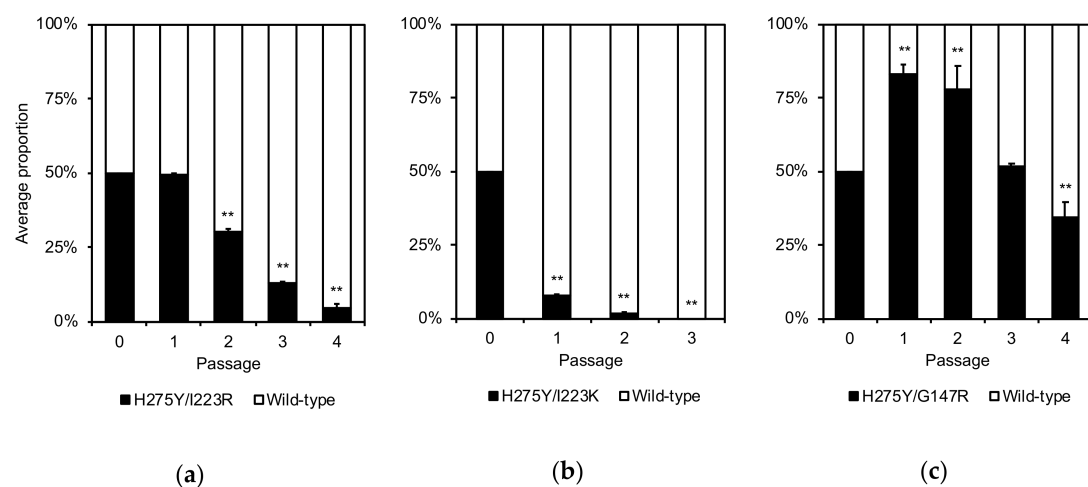 100%
75%
50%
25%
0%
Average proportion
**
**
**
0 1 2 3 4
Passage
H275Y/I223R Wild-type
(a)
100%
75%
50%
25%
0%
**
**
**
0 1 2 3
Passage
H275Y/I223K Wild-type
(b)
100%
75%
50%
25%
0%
**
**
**
0 1 2 3 4
Passage
H275Y/G147R Wild-type
(c)